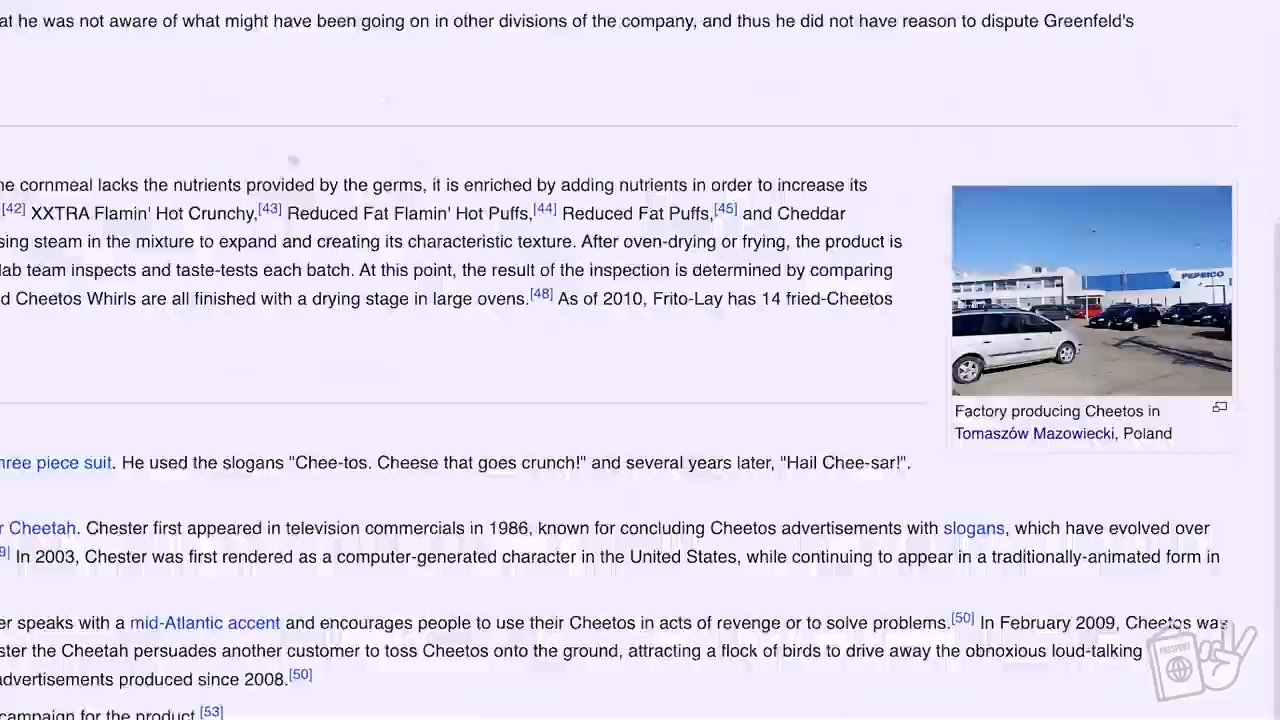 at he was not aware of what might have been going on in other divisions of the company, and thus he did not have reason to dispute Greenfeld's
he cornmeal lacks the nutrients provided by the germs, it is enriched by adding nutrients in order to increase its
[42] XXTRA Flamin' Hot Crunchy,[43] Reduced Fat Flamin' Hot Puffs,[44] Reduced Fat Puffs,[45] and Cheddar
sing steam in the mixture to expand and creating its characteristic texture. After oven-drying or frying, the product is
lab team inspects and taste-tests each batch. At this point, the result of the inspection is determined by comparing
d Cheetos Whirls are all finished with a drying stage in large ovens.[48] As of 2010, Frito-Lay has 14 fried-Cheetos
PEPSICO
Factory producing Cheetos in
Tomaszów Mazowiecki, Poland
hree piece suit. He used the slogans "Chee-tos. Cheese that goes crunch!" and several years later, "Hail Chee-sar!".
r Cheetah. Chester first appeared in television commercials in 1986, known for concluding Cheetos advertisements with slogans, which have evolved over
9] In 2003, Chester was first rendered as a computer-generated character in the United States, while continuing to appear in a traditionally-animated form in
er speaks with a mid-Atlantic accent and encourages people to use their Cheetos in acts of revenge or to solve problems.[50] In February 2009, Cheetos was
ster the Cheetah persuades another customer to toss Cheetos onto the ground, attracting a flock of birds to drive away the obnoxious loud-talking
advertisements produced since 2008.[50]
campaign for the product.[53]
PASSPORT